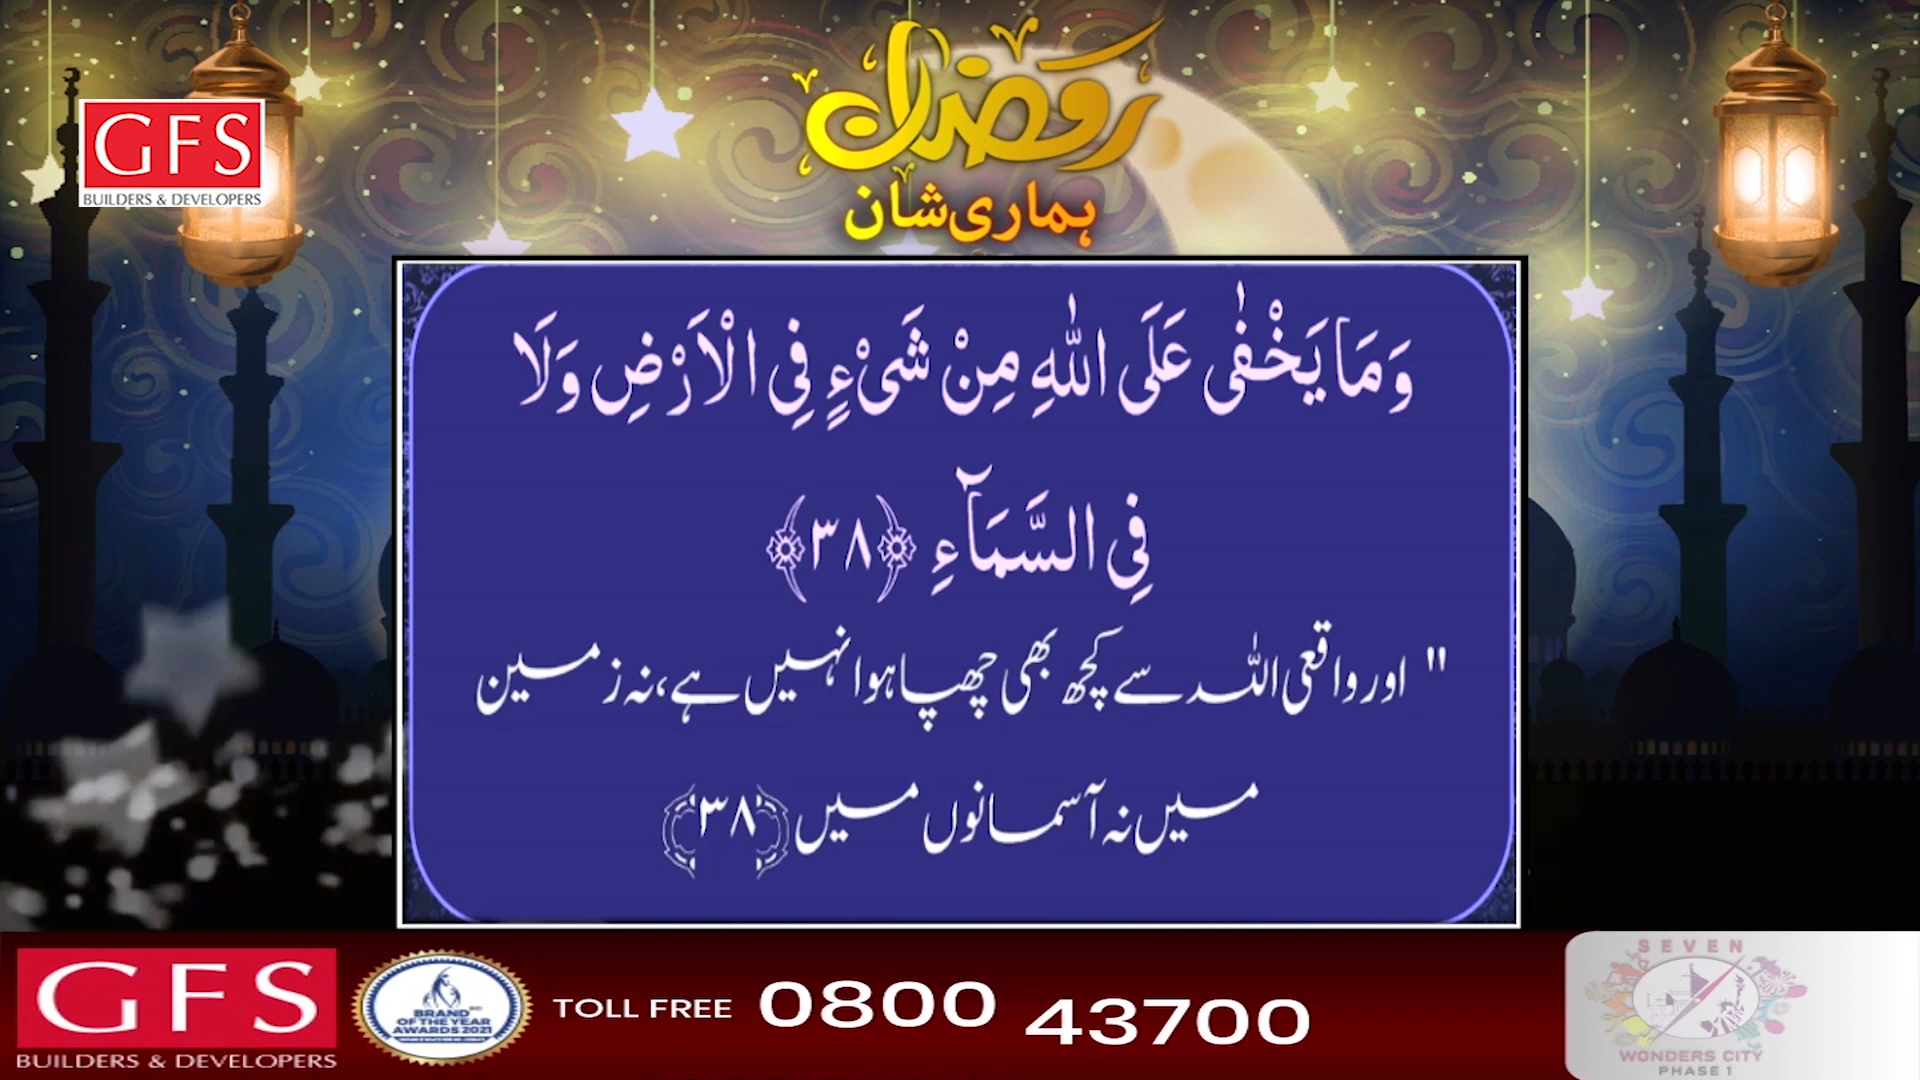 GFS
BUILDERS & DEVELOPERS
رمضان
ہماری شان
وَمَا یَخْفٰی عَلَی اللّٰهِ مِنْ شَیْءٍ فِی الْاَرْضِ وَلَا
فِی السَّمَآءِ ﴿۳۸﴾
" اور واقعی اللہ سے کچھ بھی چھپا ہوا نہیں ہے، نہ زمین
میں نہ آسمانوں میں (۳۸)
GFS
BUILDERS & DEVELOPERS
BRAND
OF THE YEAR
AWARDS 2021
TOLL FREE 0800 43700
SEVEN
WONDERS CITY
PHASE 1